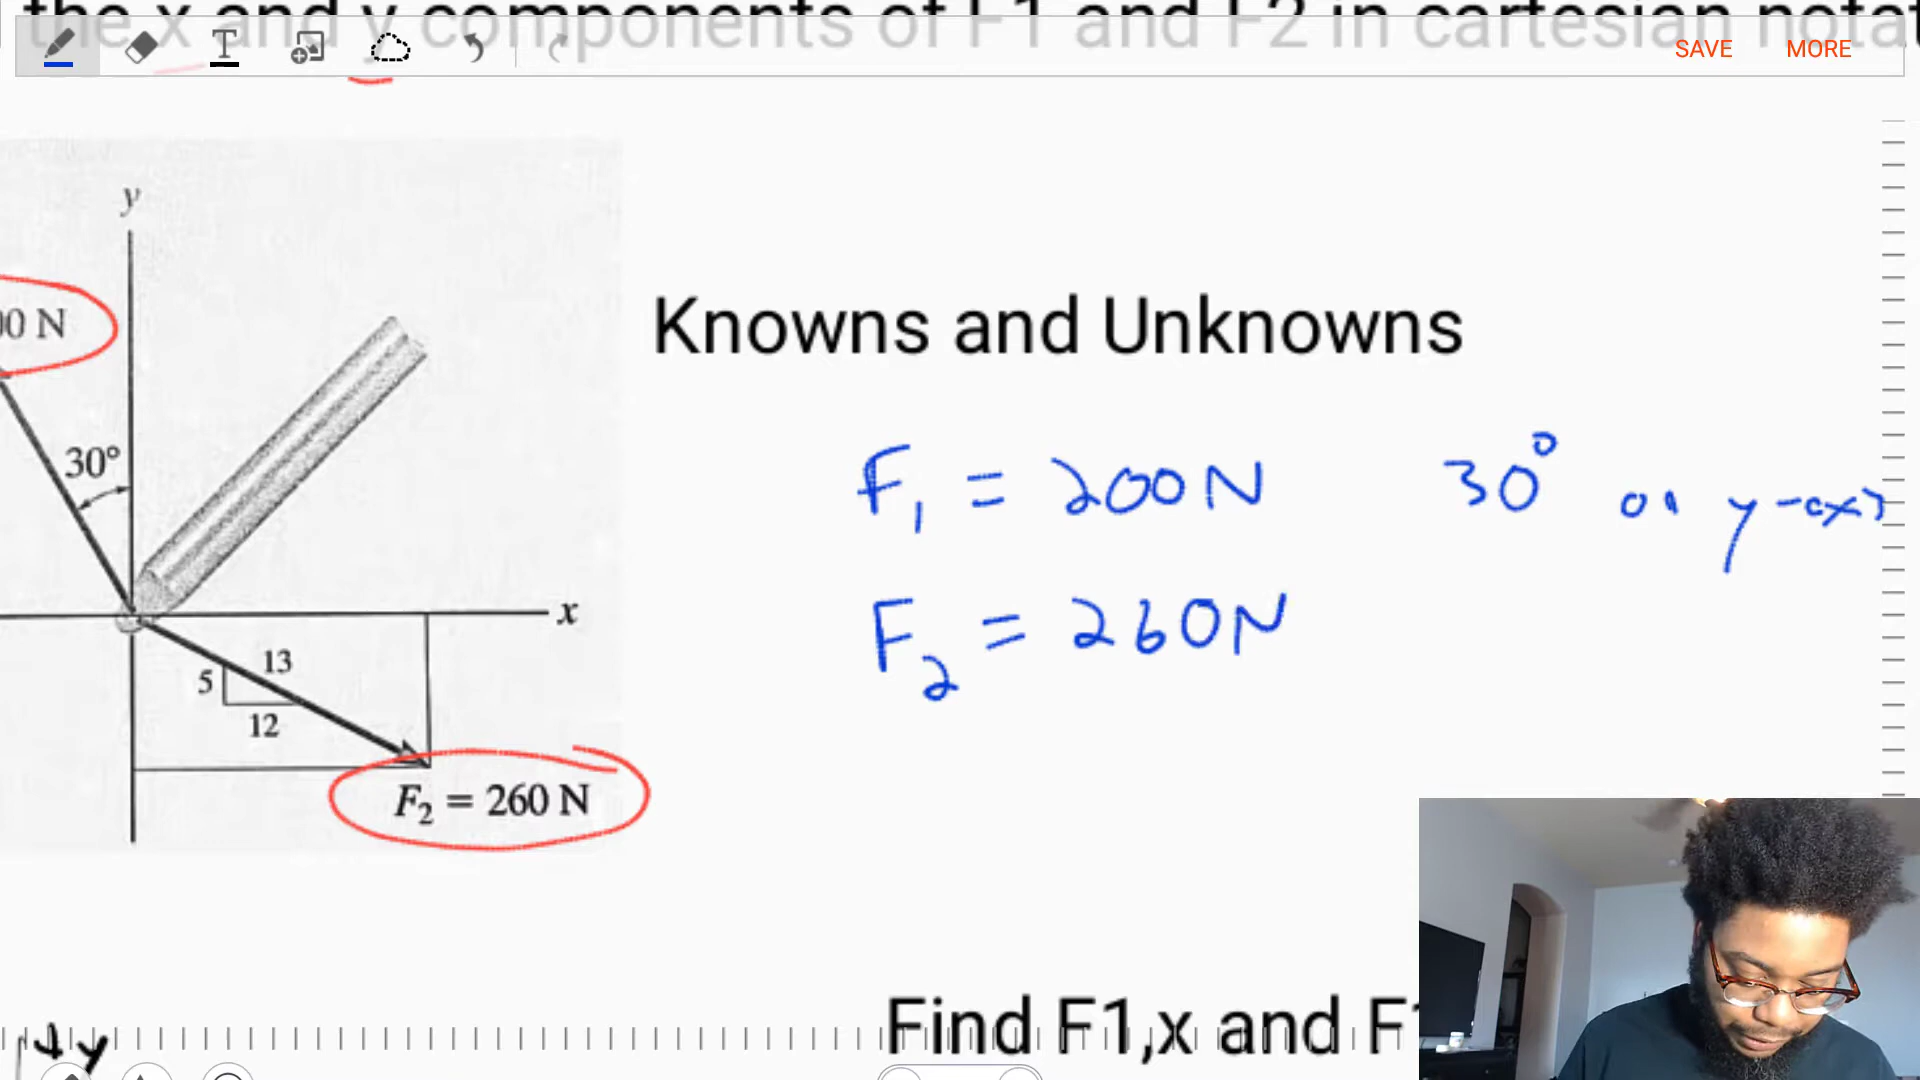 the x and y components of F1 and F2 in cartesian notat
T
SAVE MORE
y
00 N
30°
x
13
5
12
F₂ = 260 N
Knowns and Unknowns
F₁ = 200N 30° on y-axis
F₂ = 260N
Find F1,x and F1
+y